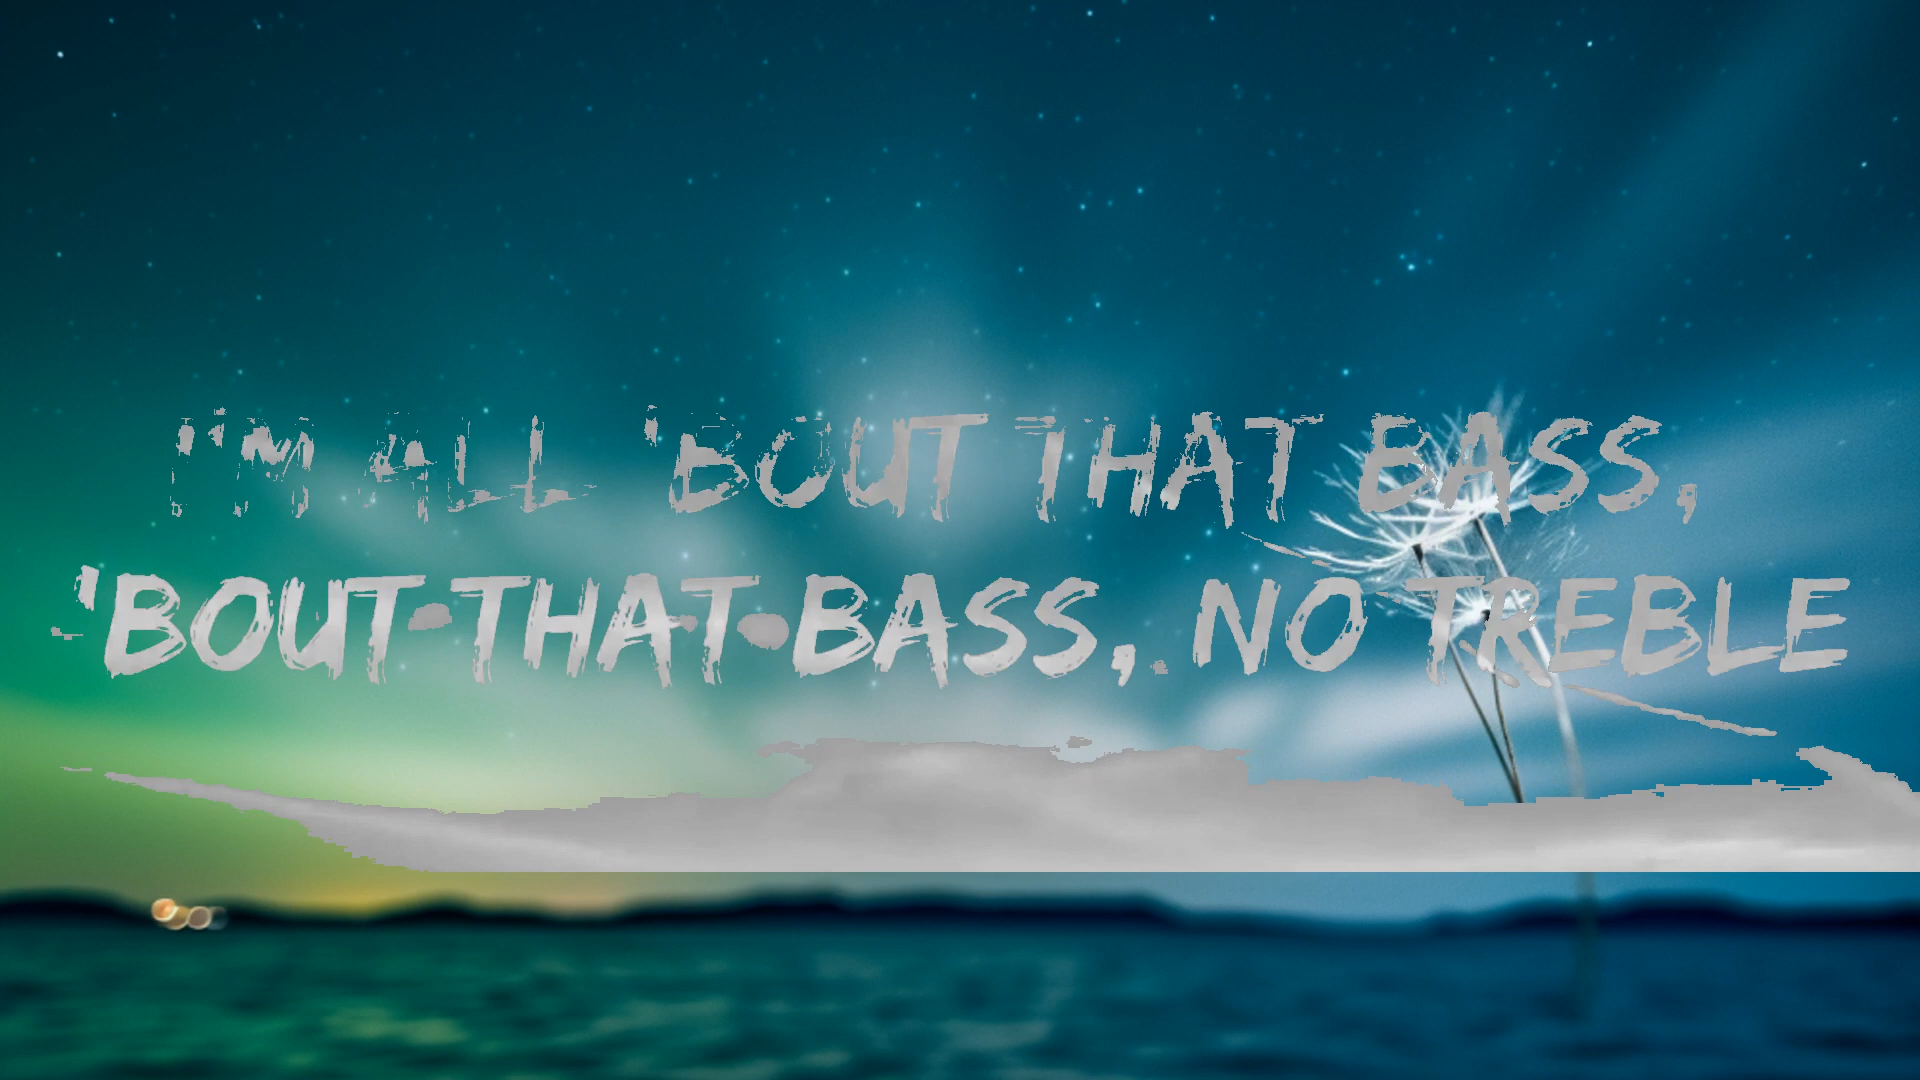 I'M ALL 'BOUT THAT BASS,
'BOUT THAT BASS, NO TREBLE